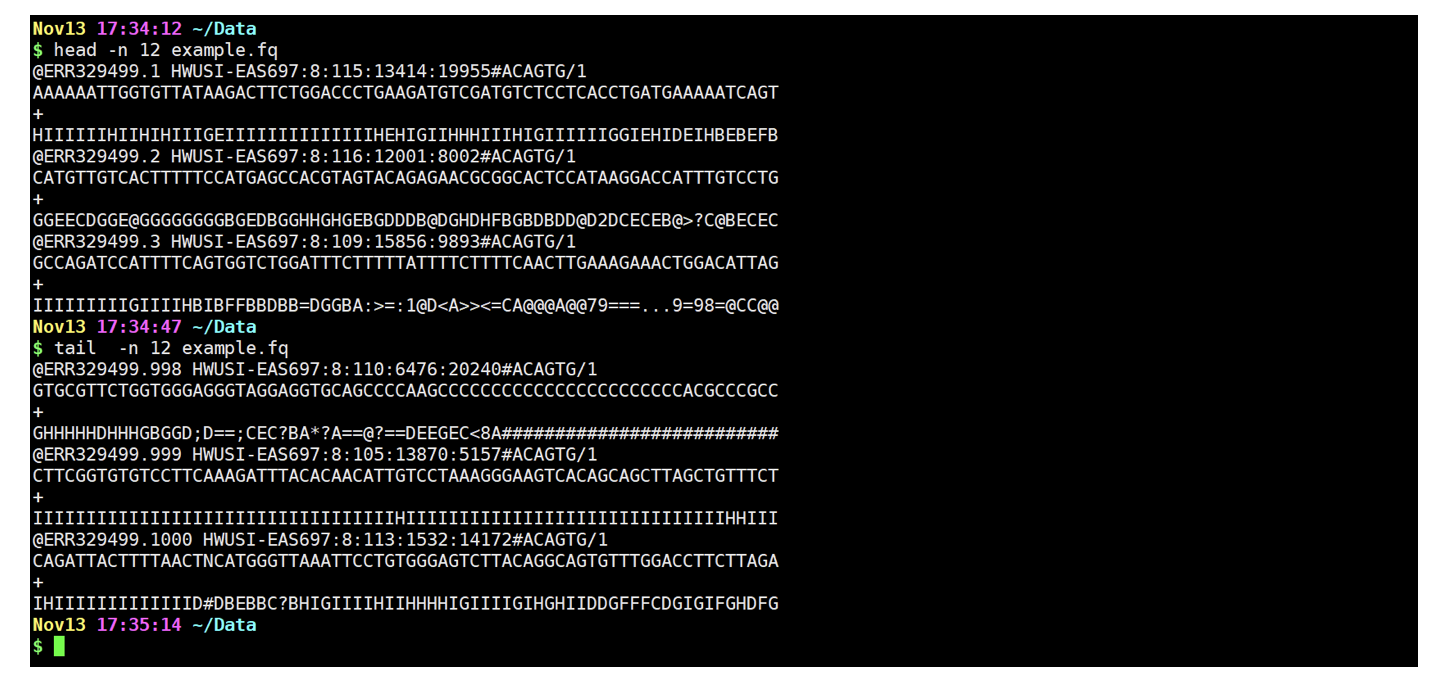 Nov13 17:34:12 ~/Data
$ head -n 12 example.fq
@ERR329499.1 HWUSI-EAS697:8:115:13414:19955#ACAGTG/1
AAAAAATTGGTGTTATAAGACTTCTGGACCCTGAAGATGTCGATGTCTCCTCACCTGATGAAAAATCAGT
+
HIIIIIIHIIHIHIIIGEIIIIIIIIIIIIIIHEHIGIIHHHIIIHIGIIIIIIGGIEHIDEIHBEBEFB
@ERR329499.2 HWUSI-EAS697:8:116:12001:8002#ACAGTG/1
CATGTTGTCACTTTTTCCATGAGCCACGTAGTACAGAGAACGCGGCACTCCATAAGGACCATTTGTCCTG
+
GGEECDGGE@GGGGGGGGBGEDBGGHHGHGEBGDDDB@DGHDHFBGBDBDD@D2DCECEB@>?C@BECEC
@ERR329499.3 HWUSI-EAS697:8:109:15856:9893#ACAGTG/1
GCCAGATCCATTTTCAGTGGTCTGGATTTCTTTTTATTTTCTTTTCAACTTGAAAGAAACTGGACATTAG
+
IIIIIIIIIGIIIIHBIBFFBBDBB=DGGBA:>=:1@D<A>><=CA@@@A@@79===...9=98=@CC@@
Nov13 17:34:47 ~/Data
$ tail  -n 12 example.fq
@ERR329499.998 HWUSI-EAS697:8:110:6476:20240#ACAGTG/1
GTGCGTTCTGGTGGGAGGGTAGGAGGTGCAGCCCCAAGCCCCCCCCCCCCCCCCCCCCCCCACGCCCGCC
+
GHHHHHDHHHGBGGD;D==;CEC?BA*?A==@?==DEEGEC<8A##########################
@ERR329499.999 HWUSI-EAS697:8:105:13870:5157#ACAGTG/1
CTTCGGTGTGTCCTTCAAAGATTTACACAACATTGTCCTAAAGGGAAGTCACAGCAGCTTAGCTGTTTCT
+
IIIIIIIIIIIIIIIIIIIIIIIIIIIIIIIIIIHIIIIIIIIIIIIIIIIIIIIIIIIIIIIIIHHIII
@ERR329499.1000 HWUSI-EAS697:8:113:1532:14172#ACAGTG/1
CAGATTACTTTTAACTNCATGGGTTAAATTCCTGTGGGAGTCTTACAGGCAGTGTTTGGACCTTCTTAGA
+
IHIIIIIIIIIIIIID#DBEBBC?BHIGIIIIHIIHHHHIGIIIIGIHGHIIDDGFFFCDGIGIFGHDFG
Nov13 17:35:14 ~/Data
$